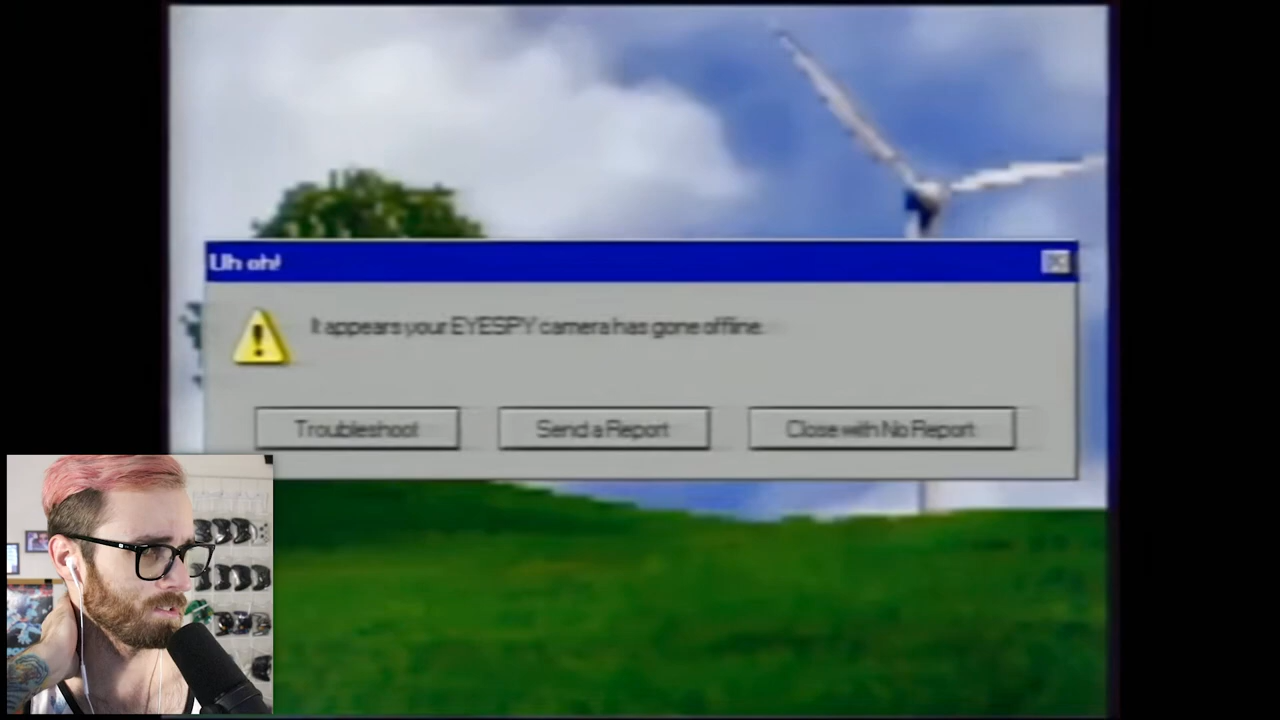 Uh oh!
It appears your EYESPY camera has gone offline.
Troubleshoot
Send a Report
Close with No Report